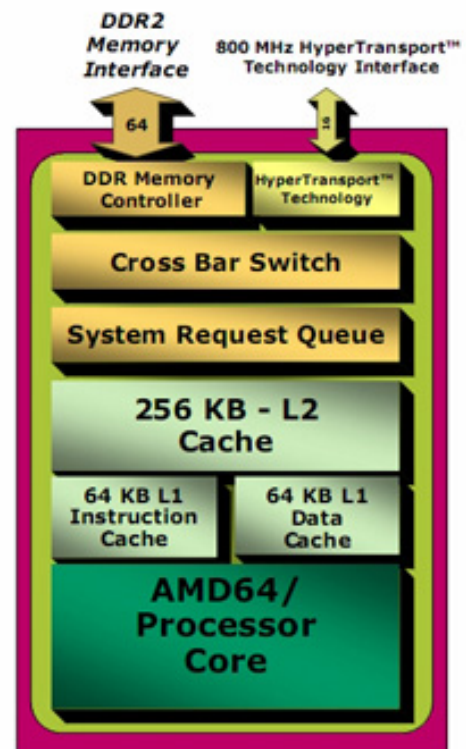 DDR2
Memory
Interface
800 MHz HyperTransport™
Technology Interface
64
16
DDR Memory
Controller
HyperTransport™
Technology
Cross Bar Switch
System Request Queue
256 KB - L2
Cache
64 KB L1
Instruction
Cache
64 KB L1
Data
Cache
AMD64/
Processor
Core